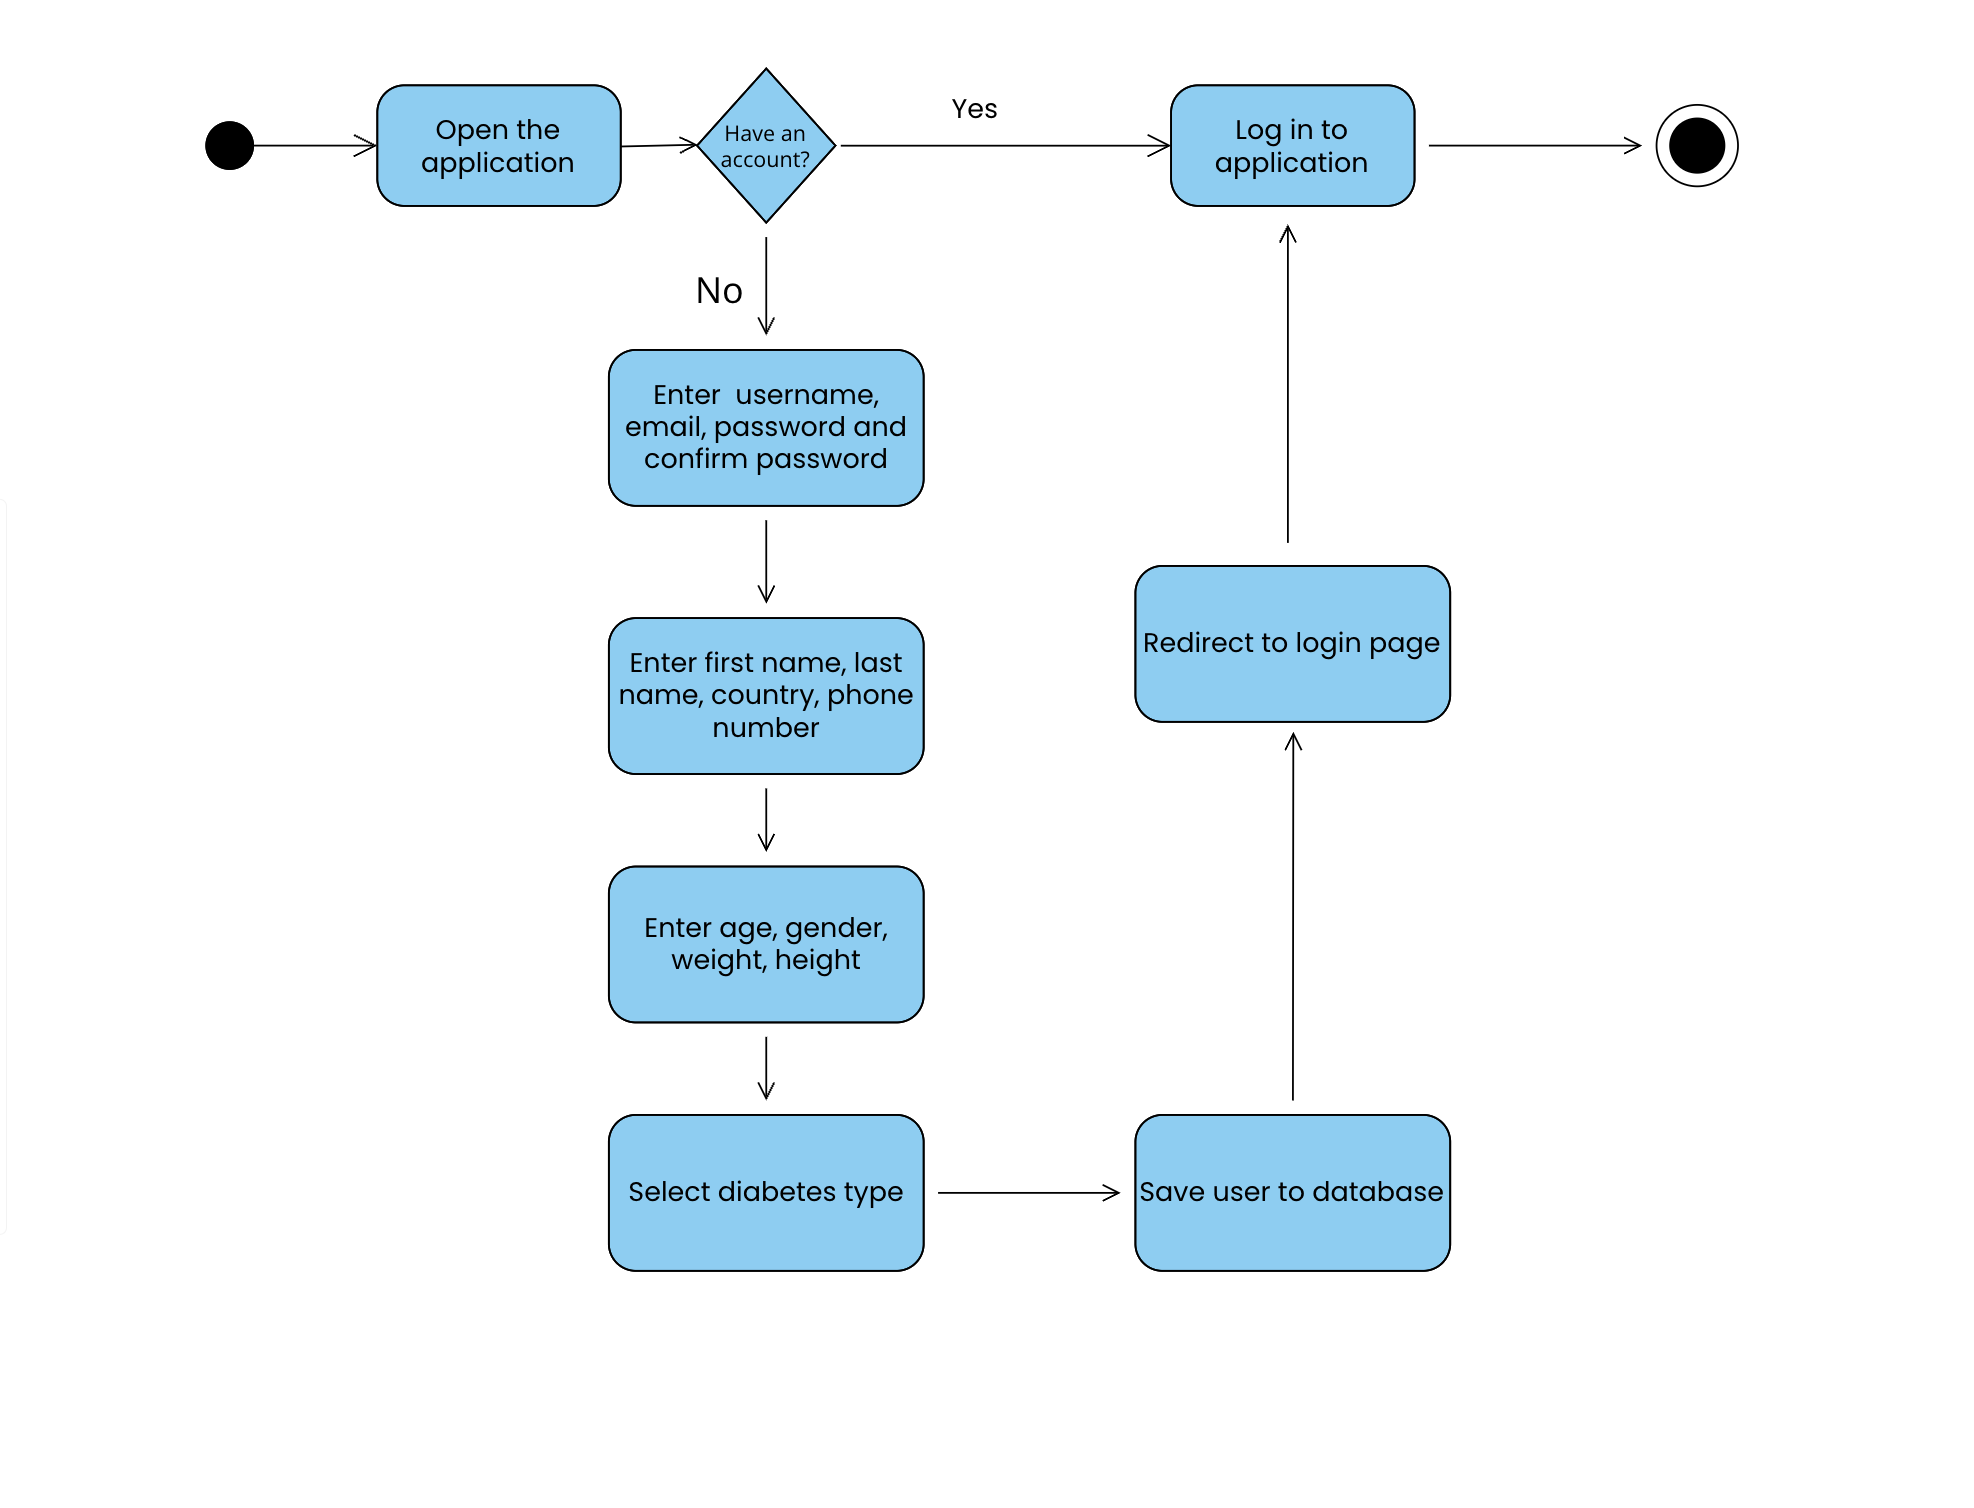 Open the
application
Have an
account?
Yes
Log in to
application
No
Enter  username,
email, password and
confirm password
Enter first name, last
name, country, phone
number
Redirect to login page
Enter age, gender,
weight, height
Select diabetes type
Save user to database